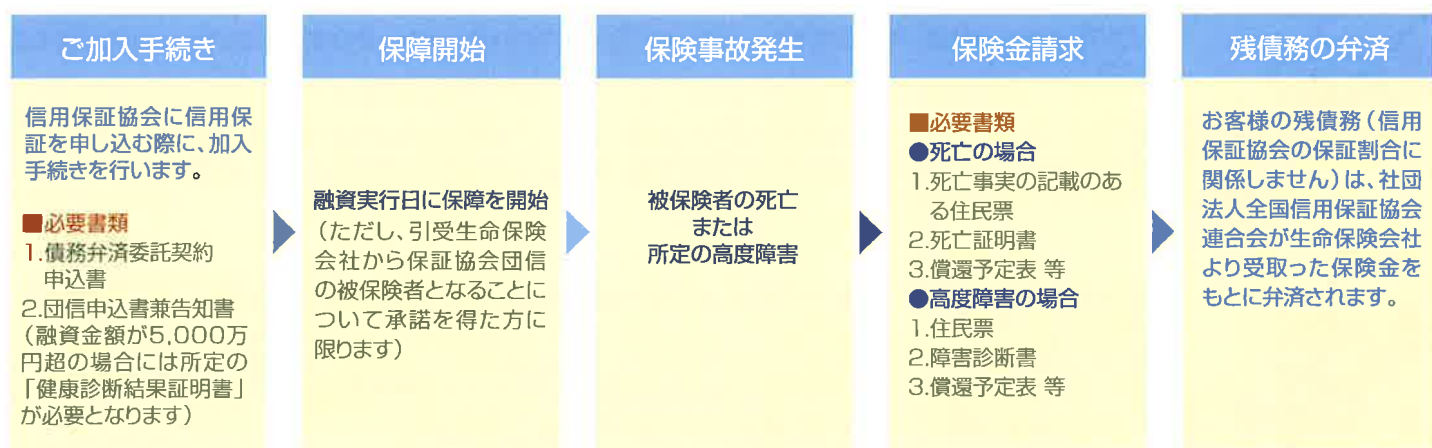 ご加入手続き
信用保証協会に信用保
証を申し込む際に、加入
手続きを行います。
■必要書類
1.債務弁済委託契約
申込書
2.団信申込書兼告知書
（融資金額が5,000万
円超の場合には所定の
「健康診断結果証明書」
が必要となります）
保障開始
融資実行日に保障を開始
（ただし、引受生命保険
会社から保証協会団信
の被保険者となることに
ついて承諾を得た方に
限ります）
保険事故発生
被保険者の死亡
または
所定の高度障害
保険金請求
■必要書類
●死亡の場合
1.死亡事実の記載のあ
る住民票
2.死亡証明書
3.償還予定表 等
●高度障害の場合
1.住民票
2.障害診断書
3.償還予定表 等
残債務の弁済
お客様の残債務（信用
保証協会の保証割合に
関係しません）は、社団
法人全国信用保証協会
連合会が生命保険会社
より受取った保険金を
もとに弁済されます。